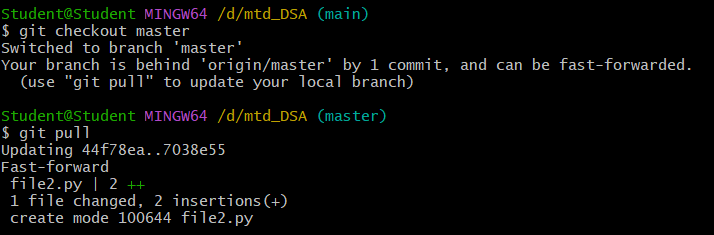 Student@Student MINGW64 /d/mtd_DSA (main)
$ git checkout master
Switched to branch 'master'
Your branch is behind 'origin/master' by 1 commit, and can be fast-forwarded.
  (use "git pull" to update your local branch)

Student@Student MINGW64 /d/mtd_DSA (master)
$ git pull
Updating 44f78ea..7038e55
Fast-forward
 file2.py | 2 ++
 1 file changed, 2 insertions(+)
 create mode 100644 file2.py